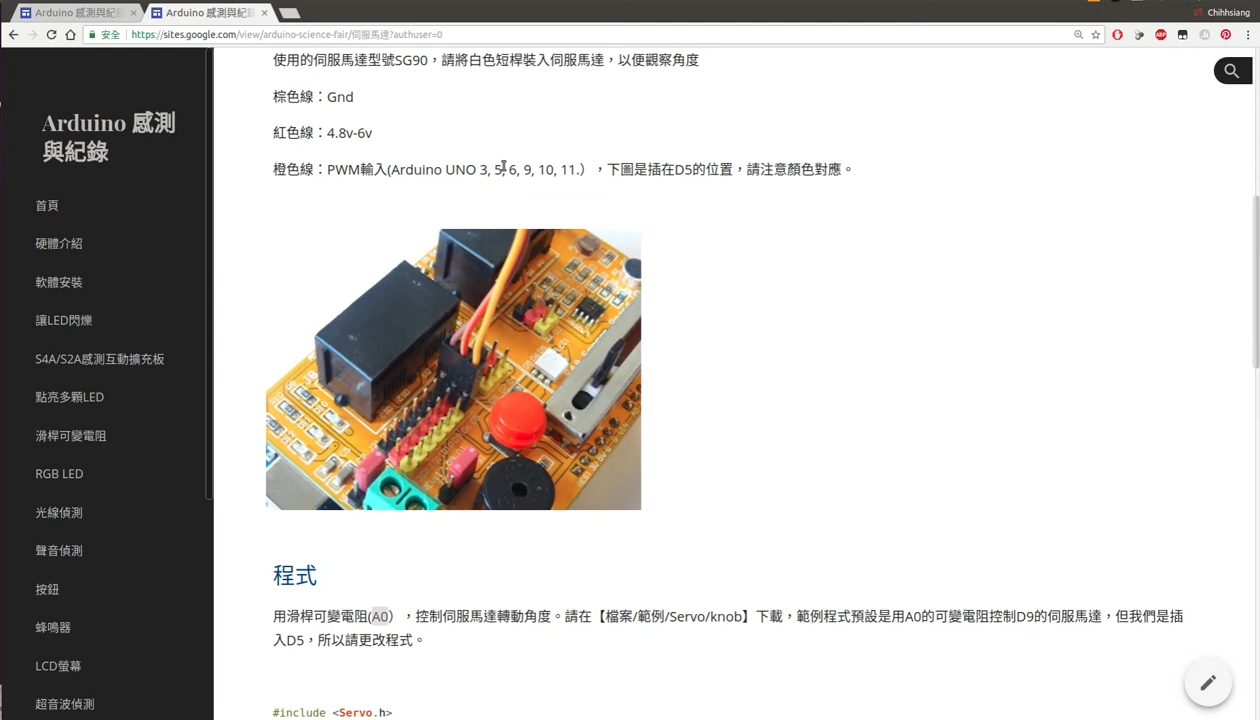 Arduino 感測與紀錄
Arduino 感測與紀錄
Chihhsiang
安全
https://sites.google.com/view/arduino-science-fair/伺服馬達?authuser=0
Arduino 感測
與紀錄
首頁
硬體介紹
軟體安裝
讓LED閃爍
S4A/S2A感測互動擴充板
點亮多顆LED
滑桿可變電阻
RGB LED
光線偵測
聲音偵測
按鈕
蜂鳴器
LCD螢幕
超音波偵測
使用的伺服馬達型號SG90，請將白色短桿裝入伺服馬達，以便觀察角度
棕色線：Gnd
紅色線：4.8v-6v
橙色線：PWM輸入(Arduino UNO 3, 5, 6, 9, 10, 11.），下圖是插在D5的位置，請注意顏色對應。
程式
用滑桿可變電阻(A0），控制伺服馬達轉動角度。請在【檔案/範例/Servo/knob】下載，範例程式預設是用A0的可變電阻控制D9的伺服馬達，但我們是插
入D5，所以請更改程式。
#include <Servo.h>